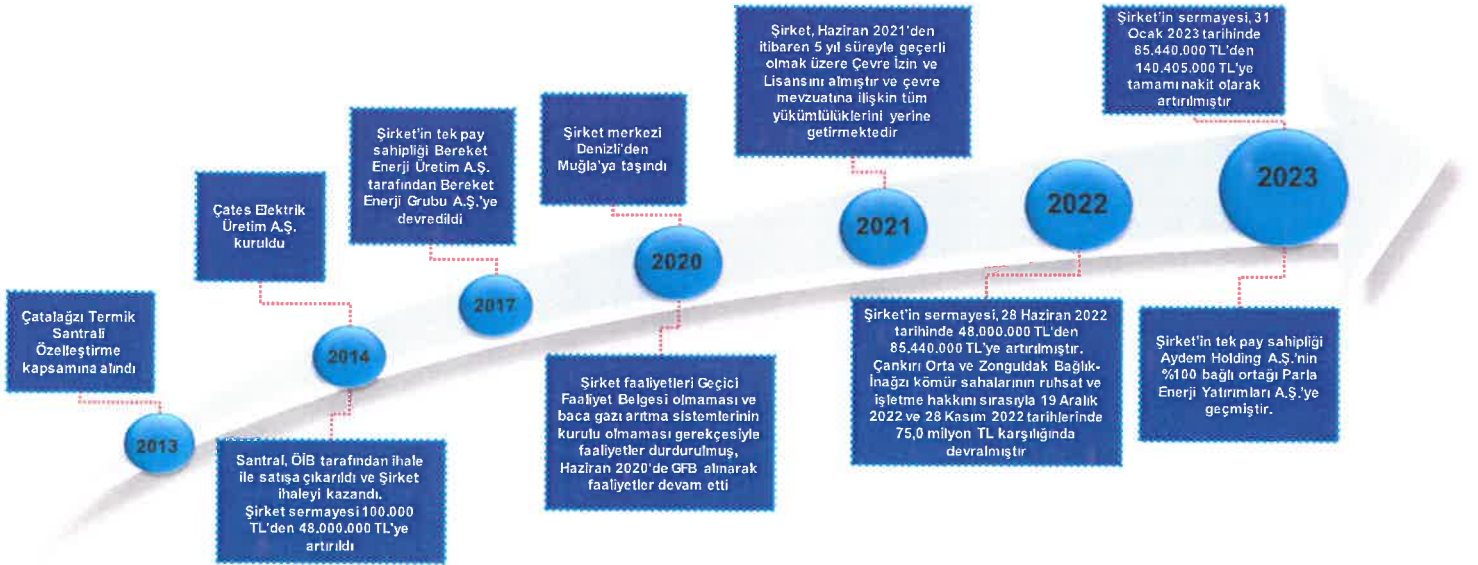 Çatalağzı Termik
Santrali
Özelleştirme
kapsamına alındı
2013
Çates Elektrik
Üretim A.Ş.
kuruldu
2014
Santral, ÖİB tarafından ihale
ile satışa çıkarıldı ve Şirket
ihaleyi kazandı.
Şirket sermayesi 100.000
TL'den 48.000.000 TL'ye
artırıldı
Şirket'in tek pay
sahipliği Bereket
Enerji Üretim A.Ş.
tarafından Bereket
Enerji Grubu A.Ş.'ye
devredildi
2017
Şirket merkezi
Denizli'den
Muğla'ya taşındı
2020
Şirket faaliyetleri Geçici
Faaliyet Belgesi olmaması ve
baca gazı arıtma sistemlerinin
kurulu olmaması gerekçesiyle
faaliyetler durdurulmuş,
Haziran 2020'de GFB alınarak
faaliyetler devam etti
Şirket, Haziran 2021'den
itibaren 5 yıl süreyle geçerli
olmak üzere Çevre İzin ve
Lisansını almıştır ve çevre
mevzuatına ilişkin tüm
yükümlülüklerini yerine
getirmektedir
2021
2022
Şirket'in sermayesi, 28 Haziran 2022
tarihinde 48.000.000 TL'den
85.440.000 TL'ye artırılmıştır.
Çankırı Orta ve Zonguldak Bağlık-
İnağzı kömür sahalarının ruhsat ve
işletme hakkını sırasıyla 19 Aralık
2022 ve 28 Kasım 2022 tarihlerinde
75,0 milyon TL karşılığında
devralmıştır
Şirket'in sermayesi, 31
Ocak 2023 tarihinde
85.440.000 TL'den
140.405.000 TL'ye
tamamı nakit olarak
artırılmıştır
2023
Şirket'in tek pay sahipliği
Aydem Holding A.Ş.'nin
%100 bağlı ortağı Parla
Enerji Yatırımları A.Ş.'ye
geçmiştir.